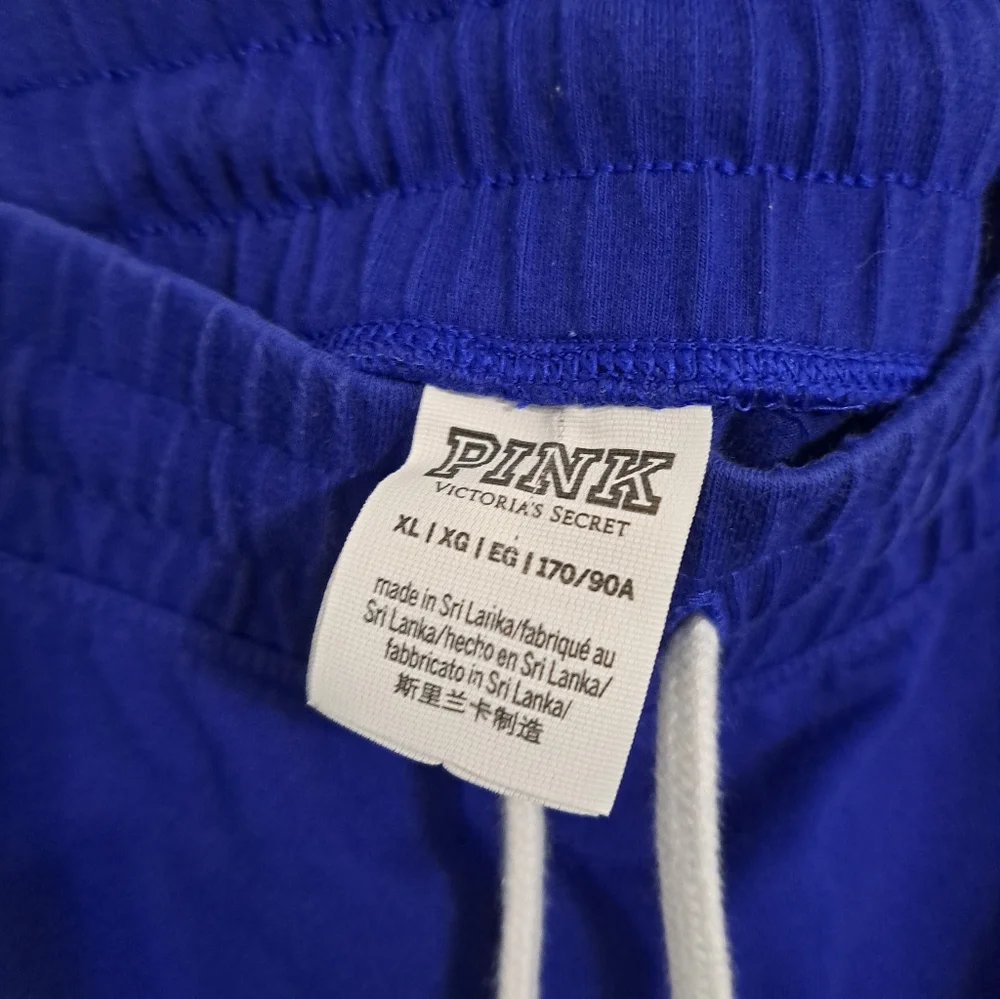 PINK
VICTORIA'S SECRET
XL | XG | EG | 170/90A
made in Sri Lanka/fabriqué au
Sri Lanka/hecho en Sri Lanka/
fabbricato in Sri Lanka/
斯里兰卡制造